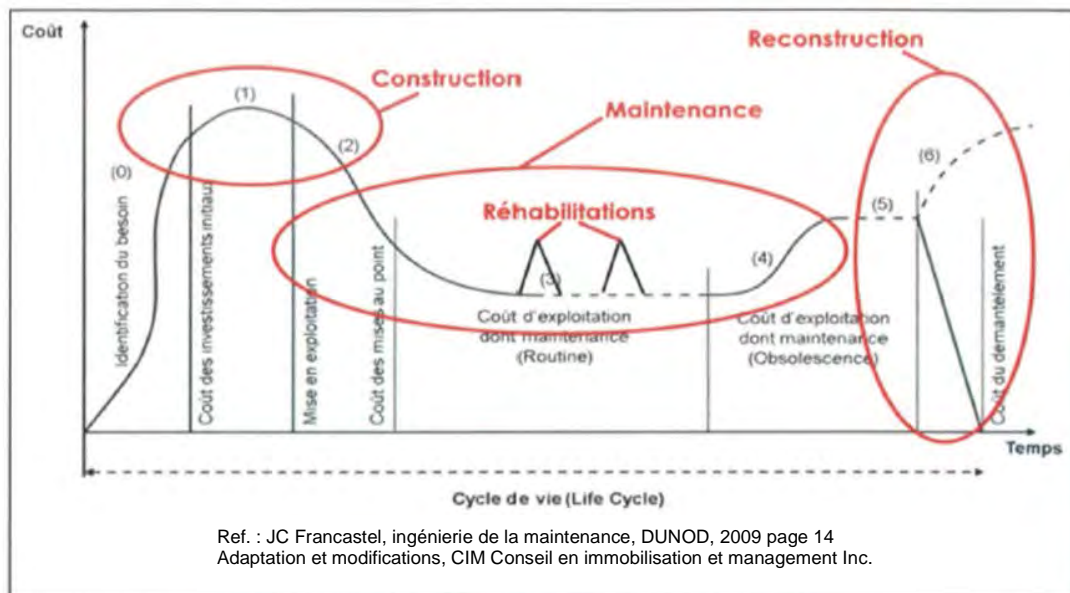 Coût
Reconstruction
Construction
Maintenance
(0)
(1)
(2)
Réhabilitations
(3)
(4)
(5)
(6)
Identification du besoin
Coût des investissements initiaux
Mise en exploitation
Coût des mises au point
Coût d'exploitation
dont maintenance
(Routine)
Coût d'exploitation
dont maintenance
(Obsolescence)
Coût du demantèlement
Temps
Cycle de vie (Life Cycle)
Ref. : JC Francastel, ingénierie de la maintenance, DUNOD, 2009 page 14
Adaptation et modifications, CIM Conseil en immobilisation et management Inc.